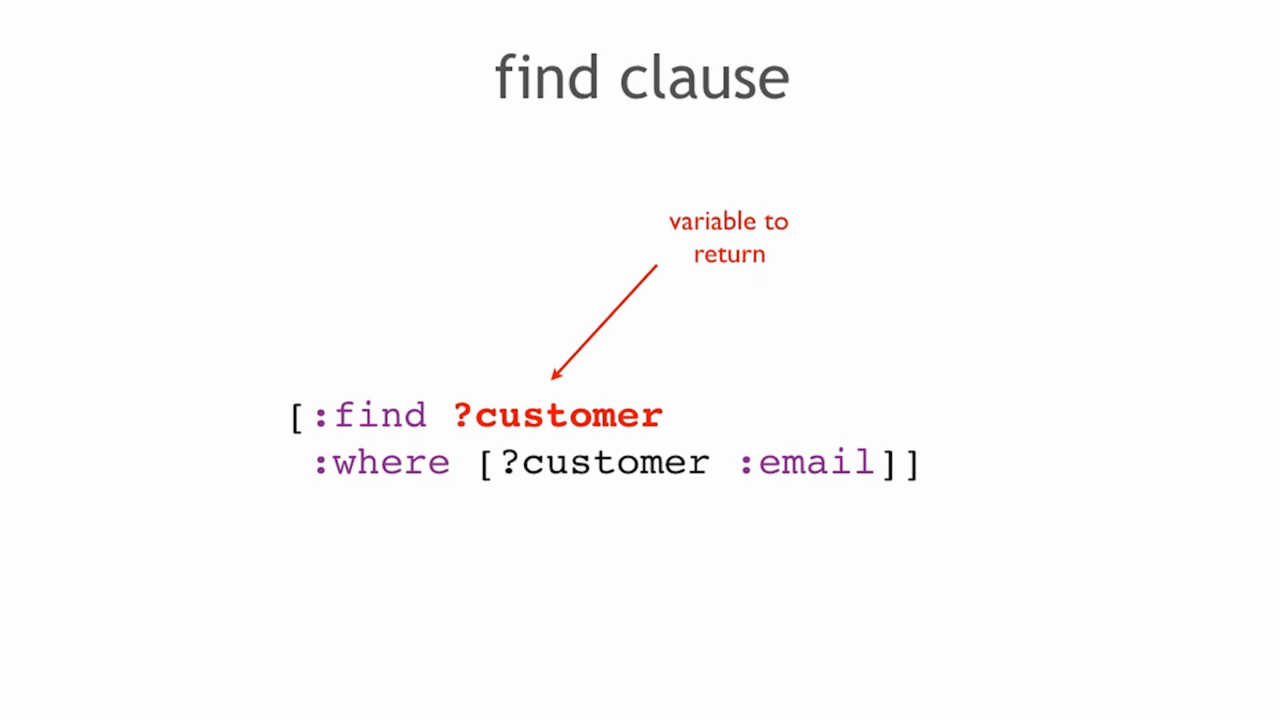 find clause
variable to
return
[:find ?customer
:where [?customer :email]]